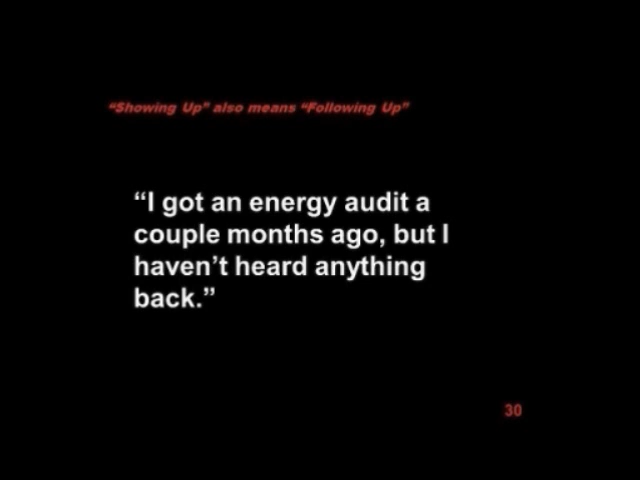 “Showing Up” also means “Following Up”
“I got an energy audit a
couple months ago, but I
haven’t heard anything
back.”
30